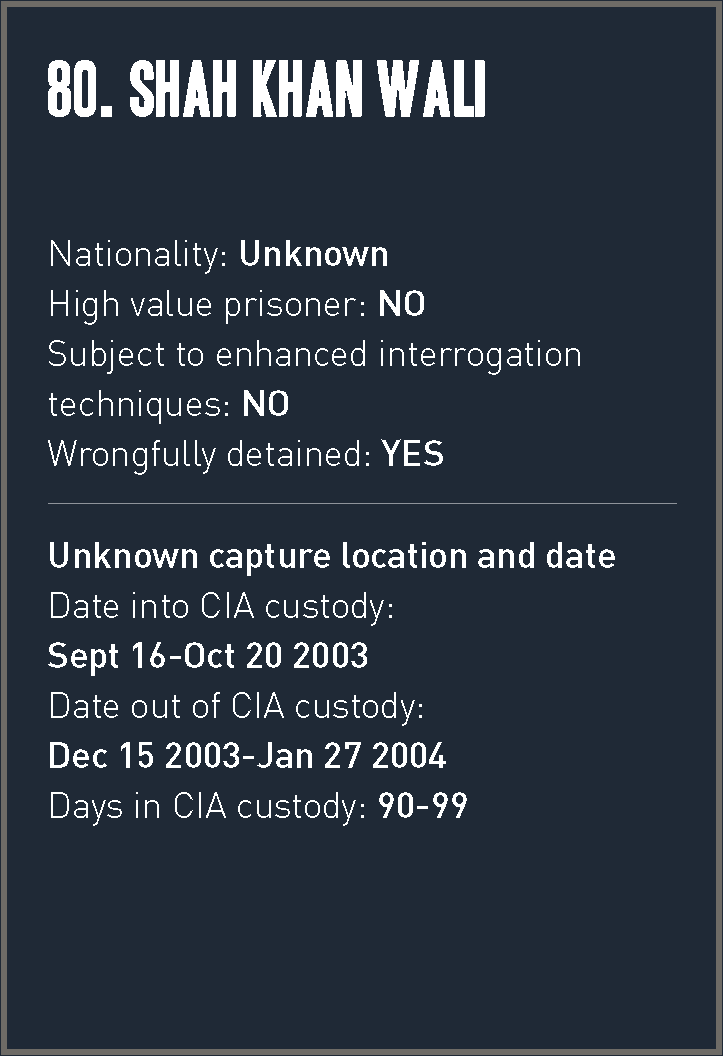 80. SHAH KHAN WALI
Nationality: Unknown
High value prisoner: NO
Subject to enhanced interrogation
techniques: NO
Wrongfully detained: YES
Unknown capture location and date
Date into CIA custody:
Sept 16-Oct 20 2003
Date out of CIA custody:
Dec 15 2003-Jan 27 2004
Days in CIA custody: 90-99